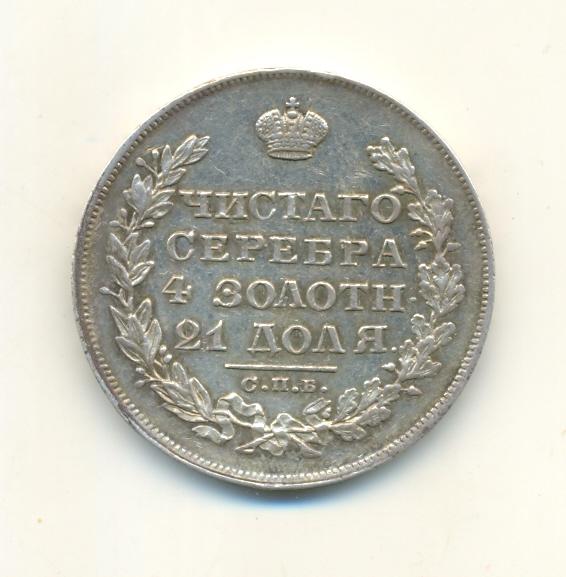 ЧИСТАГО
СЕРЕБРА
4 ЗОЛОТН.
21 ДОЛЯ.
С.П.Б.